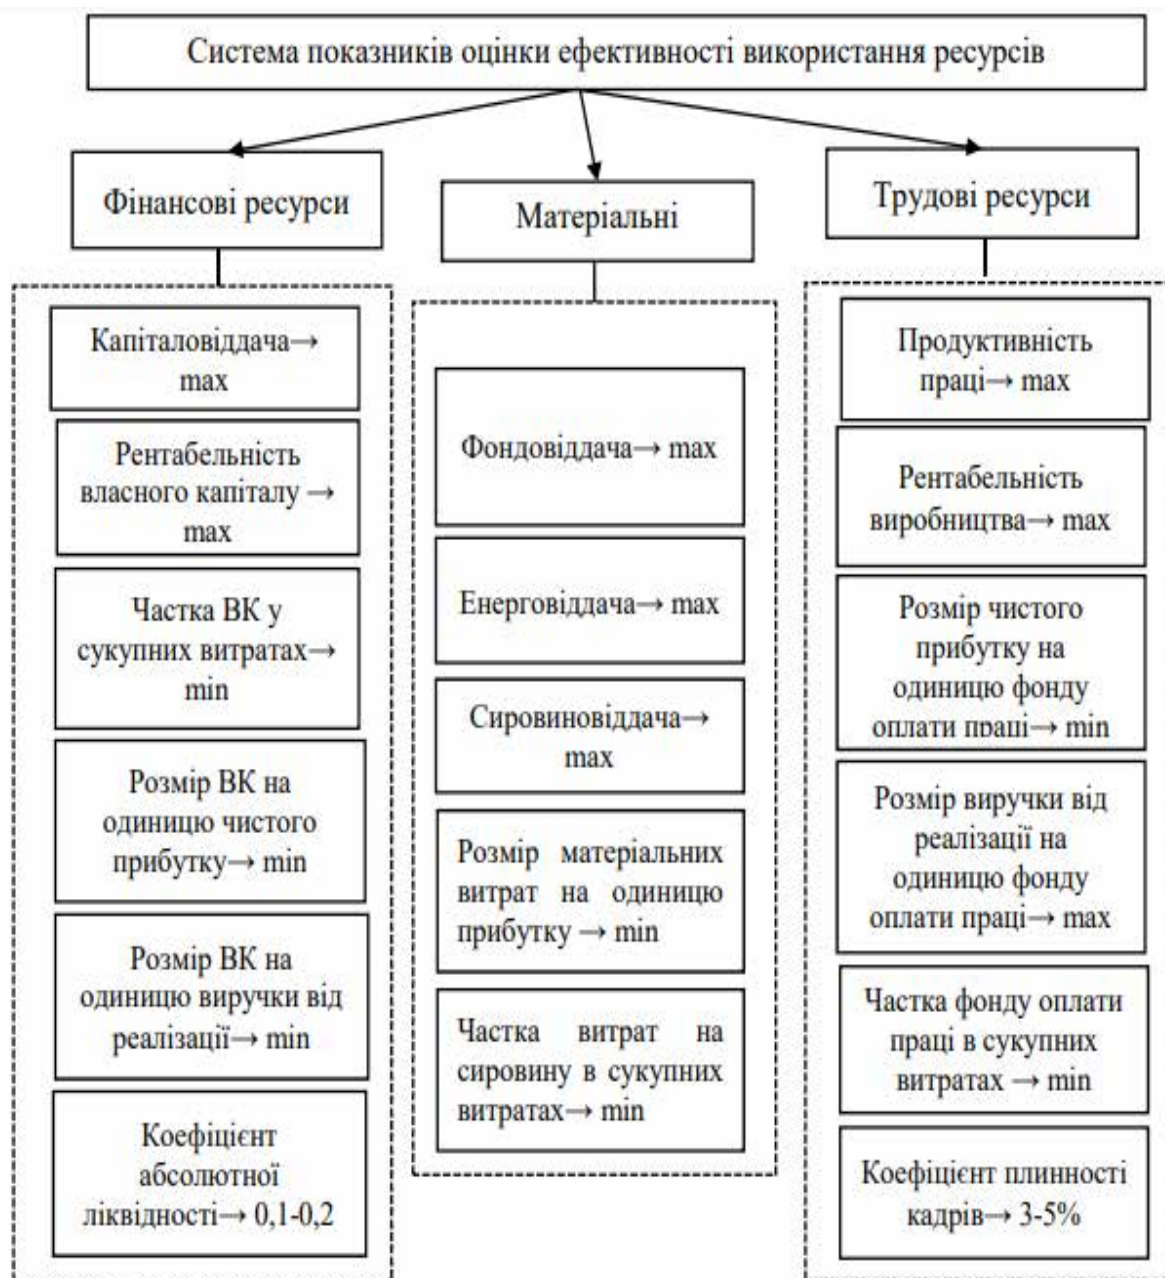 Система показників оцінки ефективності використання ресурсів
Фінансові ресурси
Матеріальні
Трудові ресурси
Капіталовіддача→
max
Рентабельність
власного капіталу →
max
Частка ВК у
сукупних витратах→
min
Розмір ВК на
одиницю чистого
прибутку→ min
Розмір ВК на
одиницю виручки від
реалізації→ min
Коефіцієнт
абсолютної
ліквідності→ 0,1-0,2
Фондовіддача→ max
Енерговіддача→ max
Сировиновіддача→
max
Розмір матеріальних
витрат на одиницю
прибутку → min
Частка витрат на
сировину в сукупних
витратах→ min
Продуктивність
праці→ max
Рентабельність
виробництва→ max
Розмір чистого
прибутку на
одиницю фонду
оплати праці→ min
Розмір виручки від
реалізації на
одиницю фонду
оплати праці→ max
Частка фонду оплати
праці в сукупних
витратах → min
Коефіцієнт плинності
кадрів→ 3-5%